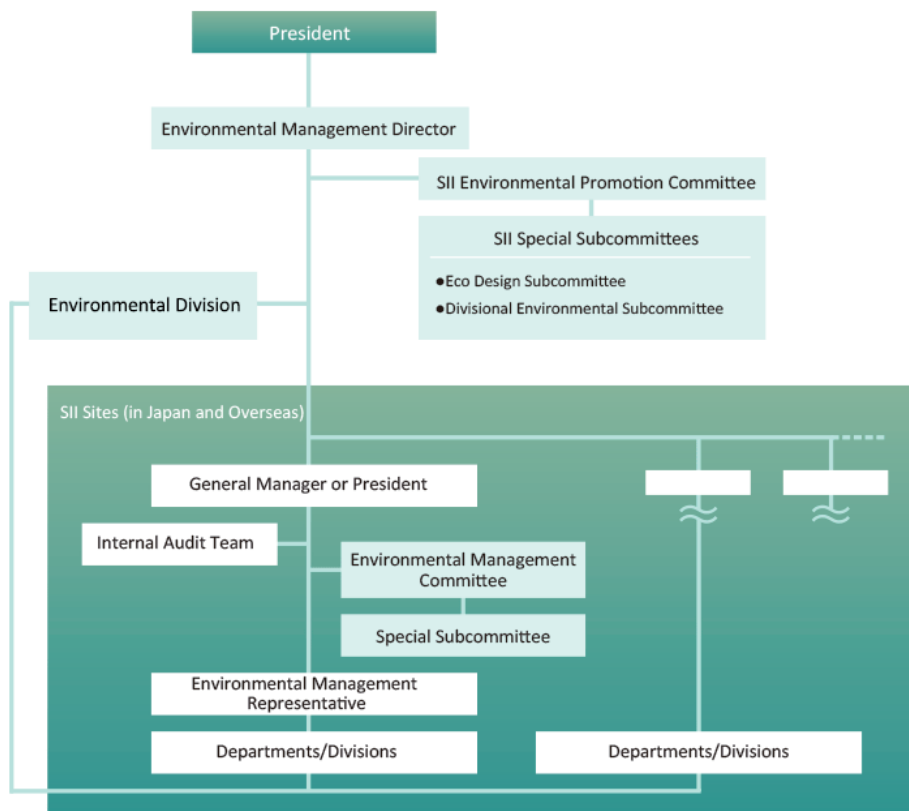 President
Environmental Management Director
SII Environmental Promotion Committee
SII Special Subcommittees
●Eco Design Subcommittee
●Divisional Environmental Subcommittee
Environmental Division
SII Sites (in Japan and Overseas)
General Manager or President
Internal Audit Team
Environmental Management
Committee
Special Subcommittee
Environmental Management
Representative
Departments/Divisions
Departments/Divisions